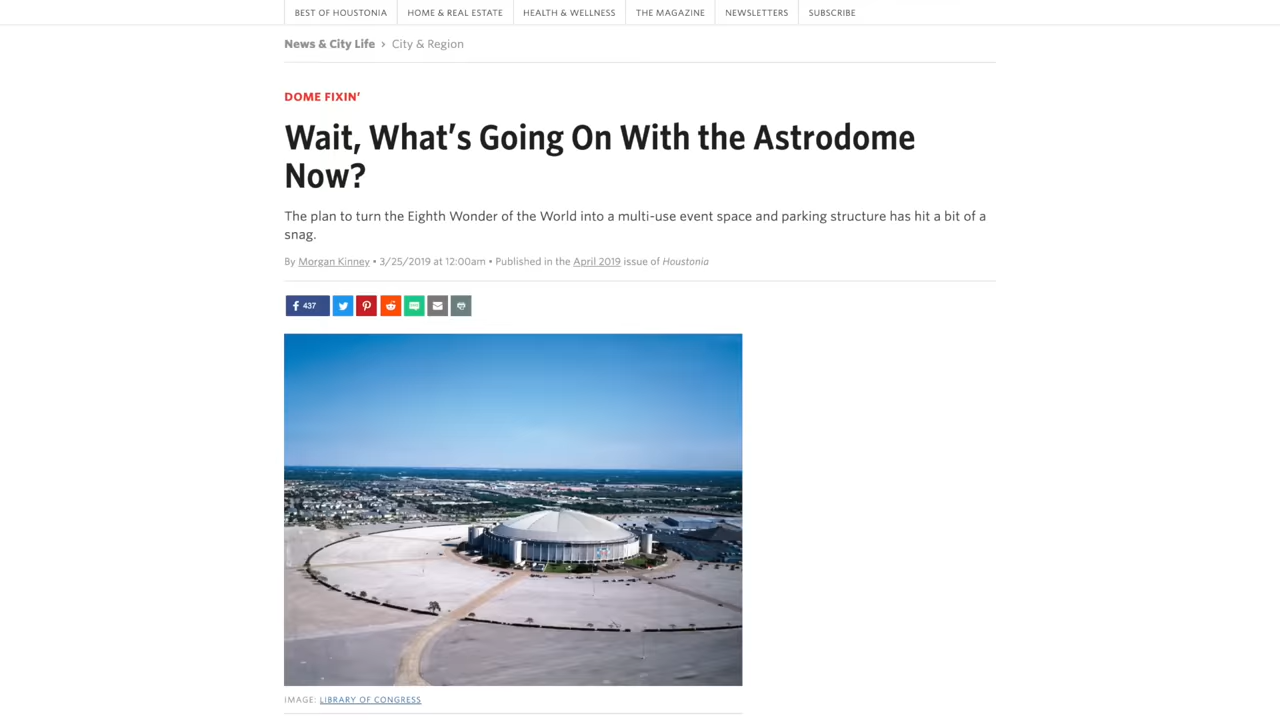 BEST OF HOUSTONIA HOME & REAL ESTATE HEALTH & WELLNESS THE MAGAZINE NEWSLETTERS SUBSCRIBE
News & City Life › City & Region
DOME FIXIN’
Wait, What’s Going On With the Astrodome
Now?
The plan to turn the Eighth Wonder of the World into a multi-use event space and parking structure has hit a bit of a
snag.
By Morgan Kinney • 3/25/2019 at 12:00am • Published in the April 2019 issue of Houstonia
437
IMAGE: LIBRARY OF CONGRESS